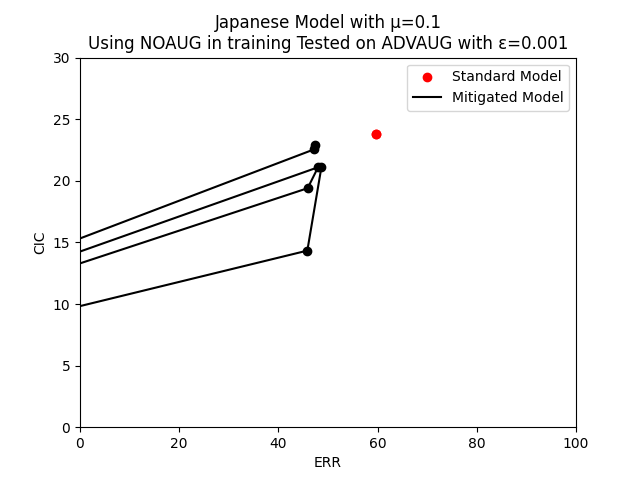 Japanese Model with μ=0.1
Using NOAUG in training Tested on ADVAUG with ε=0.001
30
25
20
15
10
5
0
CIC
Standard Model
Mitigated Model
0 20 40 60 80 100
ERR